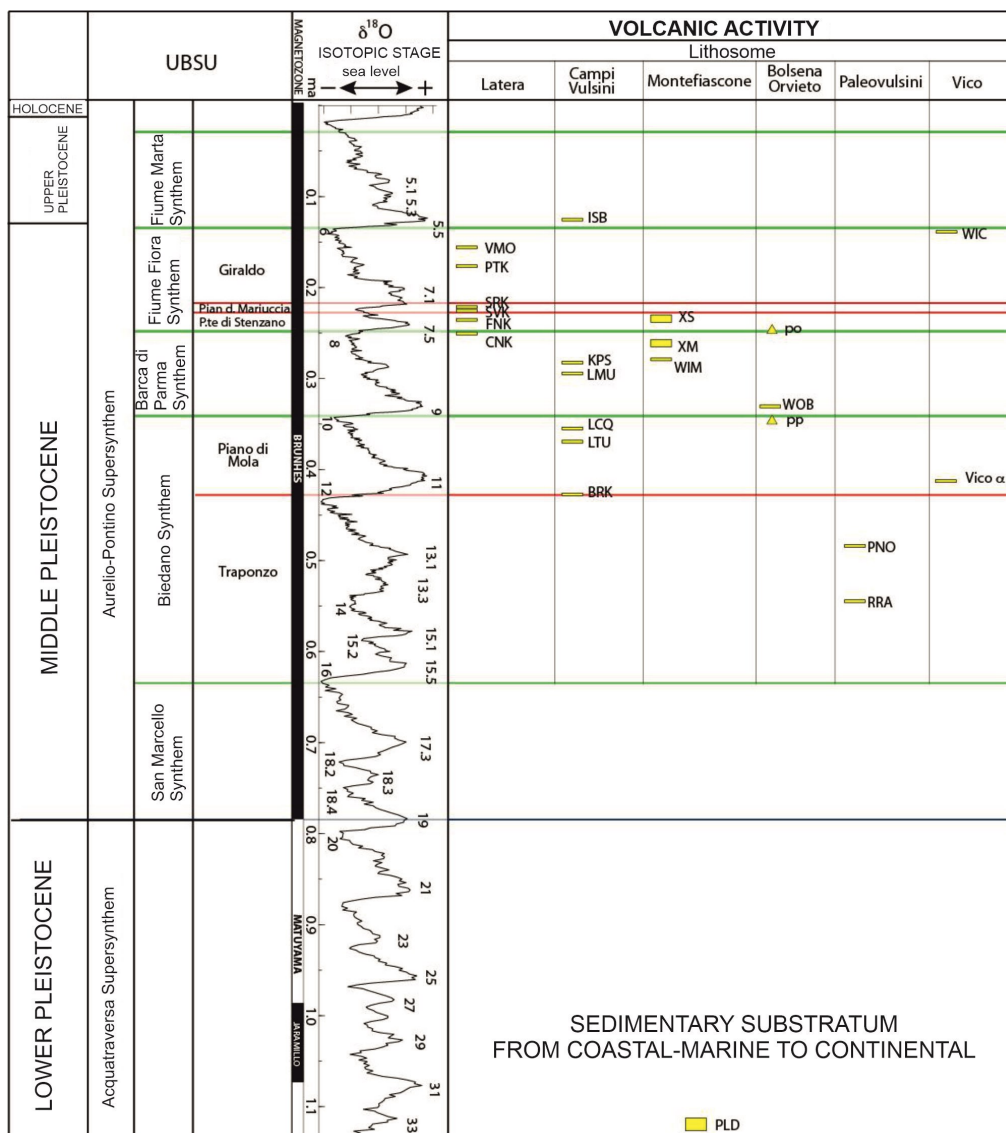 VOLCANIC ACTIVITY
Lithosome
UBSU
MAGNETOZONE
ma
δ18O
ISOTOPIC STAGE
sea level
− +
Latera
Campi
Vulsini
Montefiascone
Bolsena
Orvieto
Paleovulsini
Vico
HOLOCENE
UPPER
PLEISTOCENE
MIDDLE PLEISTOCENE
LOWER PLEISTOCENE
Aurelio-Pontino Supersynthem
Acquatraversa Supersynthem
Fiume Marta
Synthem
Fiume Fiora
Synthem
Barca di
Parma
Synthem
Biedano Synthem
San Marcello
Synthem
Giraldo
Pian d. Mariuccia
P.te di Stenzano
Piano di
Mola
Traponzo
BRUNHES
MATUYAMA
JARAMILLO
0.1
0.2
0.3
0.4
0.5
0.6
0.7
0.8
0.9
1.0
1.1
5.1
5.3
5.5
6
7.1
7.5
8
9
10
11
12
13.1
13.3
14
15.1
15.2
15.5
16
17.3
18.2
18.3
18.4
19
20
21
23
25
27
29
31
33
ISB
WIC
VMO
PTK
SRK
SVK
FNK
CNK
XS
po
XM
KPS
WIM
LMU
WOB
pp
LCQ
LTU
BRK
Vico α
PNO
RRA
SEDIMENTARY SUBSTRATUM
FROM COASTAL-MARINE TO CONTINENTAL
PLD